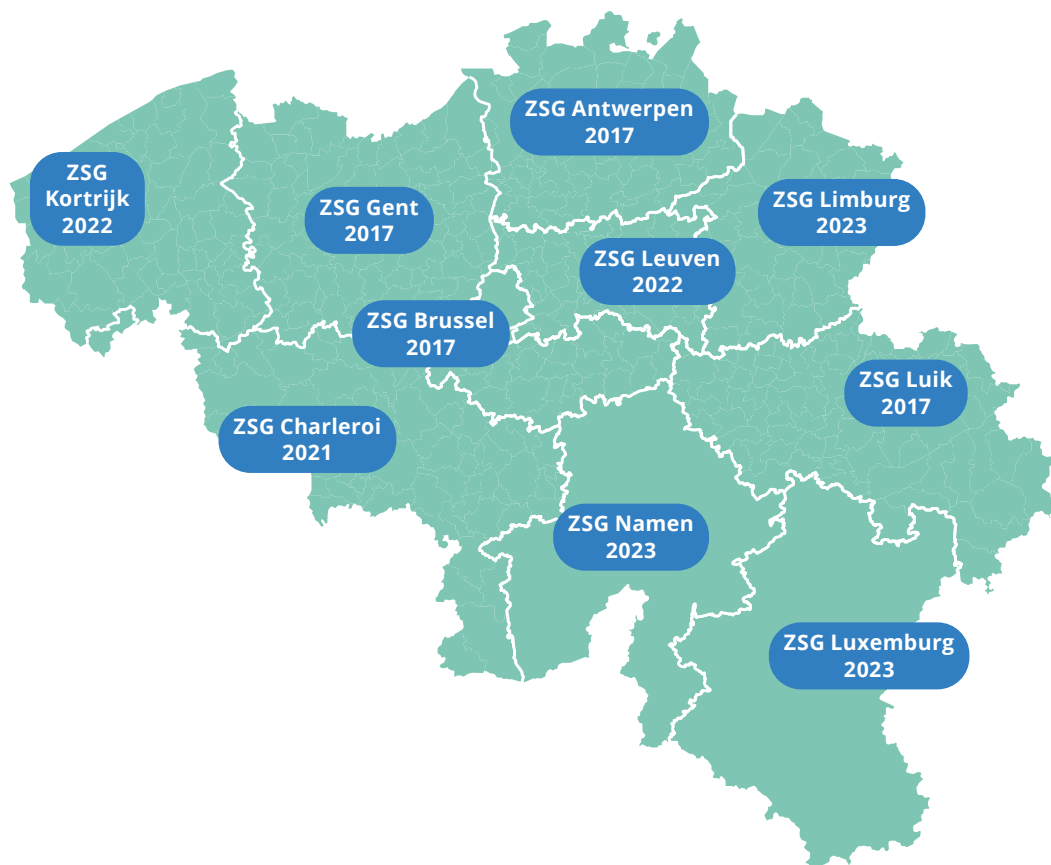 ZSG Antwerpen
2017
ZSG
Kortrijk
2022
ZSG Gent
2017
ZSG Limburg
2023
ZSG Leuven
2022
ZSG Brussel
2017
ZSG Luik
2017
ZSG Charleroi
2021
ZSG Namen
2023
ZSG Luxemburg
2023